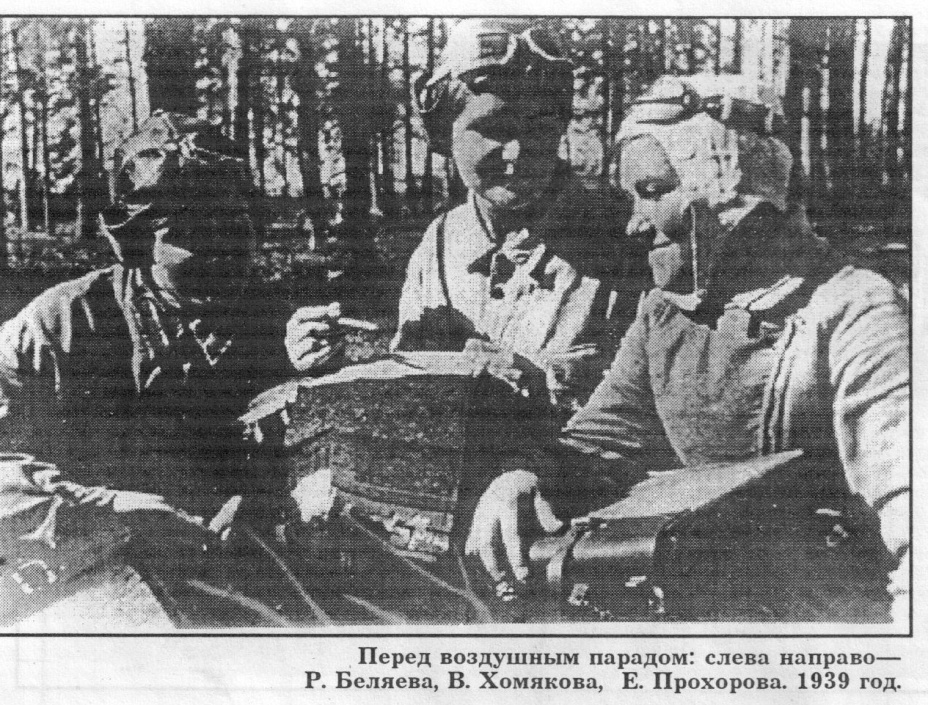 Перед воздушным парадом: слева направо—
Р. Беляева, В. Хомякова, Е. Прохорова. 1939 год.